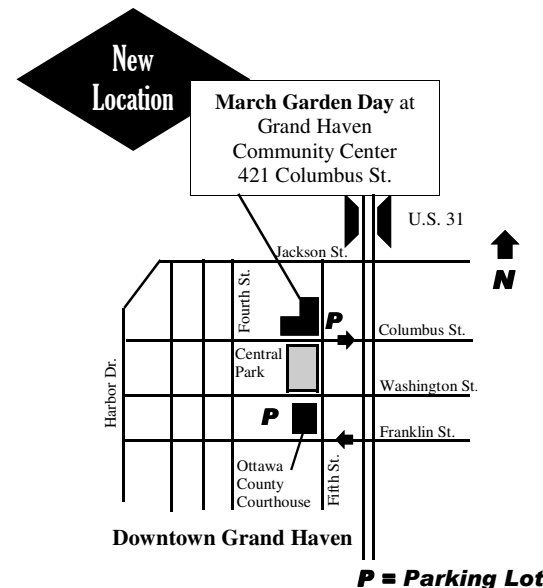 New
Location
March Garden Day at
Grand Haven
Community Center
421 Columbus St.
U.S. 31
N
Jackson St.
Fourth St.
P
Columbus St.
Central
Park
Harbor Dr.
Washington St.
P
Franklin St.
Ottawa
County
Courthouse
Fifth St.
Downtown Grand Haven
P = Parking Lot